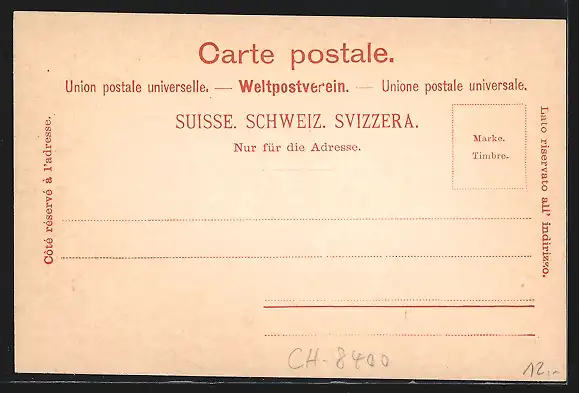 Carte postale.
Union postale universelle. — Weltpostverein. — Unione postale universale.
SUISSE. SCHWEIZ. SVIZZERA.
Nur für die Adresse.
Marke.
Timbre.
Côté réservé à l'adresse.
Lato riservato all' indirizzo.
CH-8400
12.-